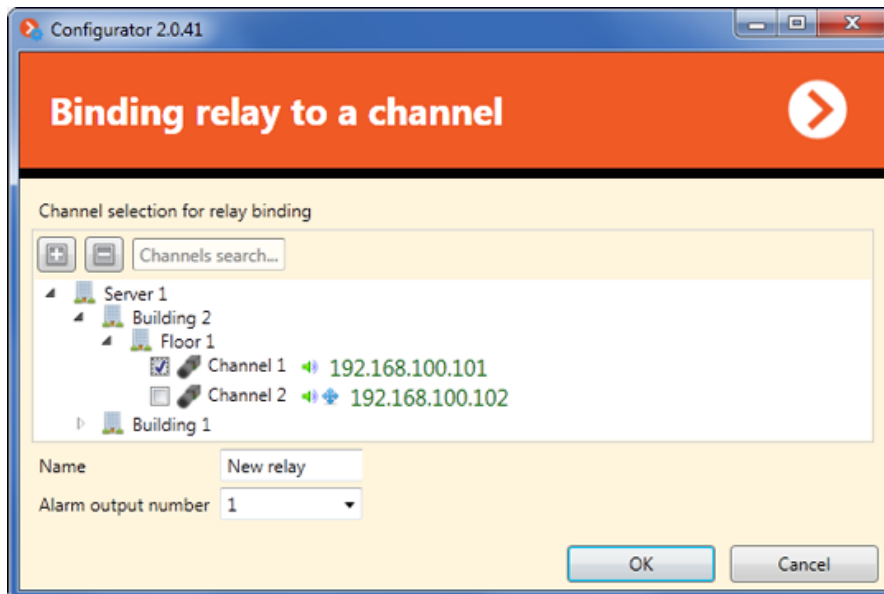 Configurator 2.0.41
Binding relay to a channel
Channel selection for relay binding
Channels search...
Server 1
Building 2
Floor 1
Channel 1 192.168.100.101
Channel 2 192.168.100.102
Building 1
Name New relay
Alarm output number 1
OK Cancel